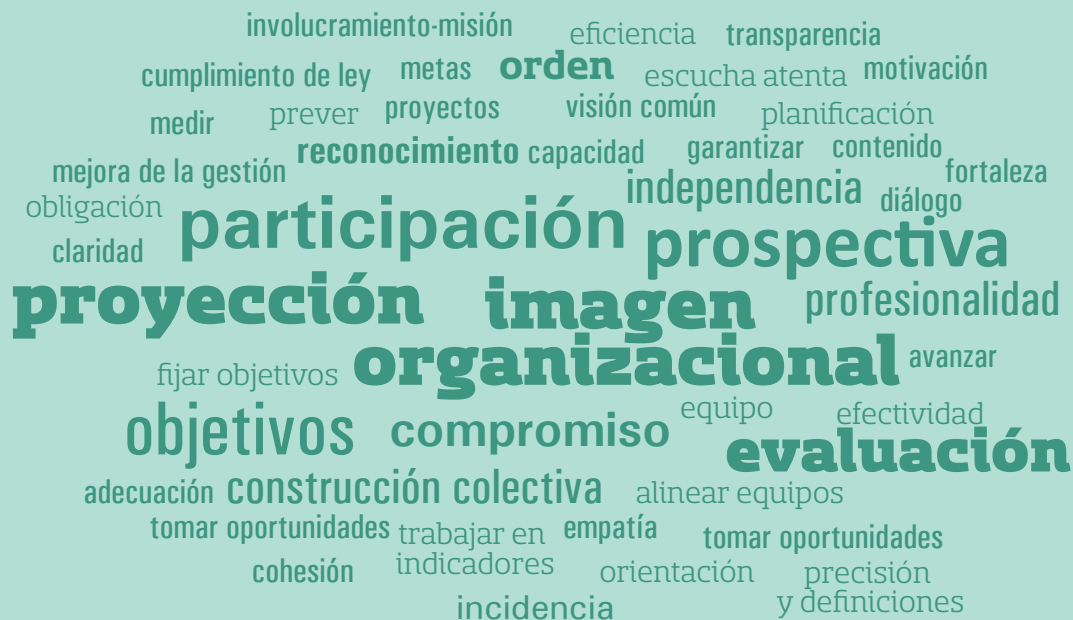 involucramiento-misión eficiencia transparencia
cumplimiento de ley metas orden escucha atenta motivación
medir prever proyectos visión común planificación
mejora de la gestión reconocimiento capacidad garantizar contenido fortaleza
obligación participación independencia diálogo
claridad prospectiva
proyección imagen profesionalidad
fijar objetivos organizacional avanzar
objetivos compromiso equipo efectividad
evaluación
adecuación construcción colectiva alinear equipos
tomar oportunidades trabajar en empatía tomar oportunidades
cohesión indicadores orientación precisión
incidencia y definiciones